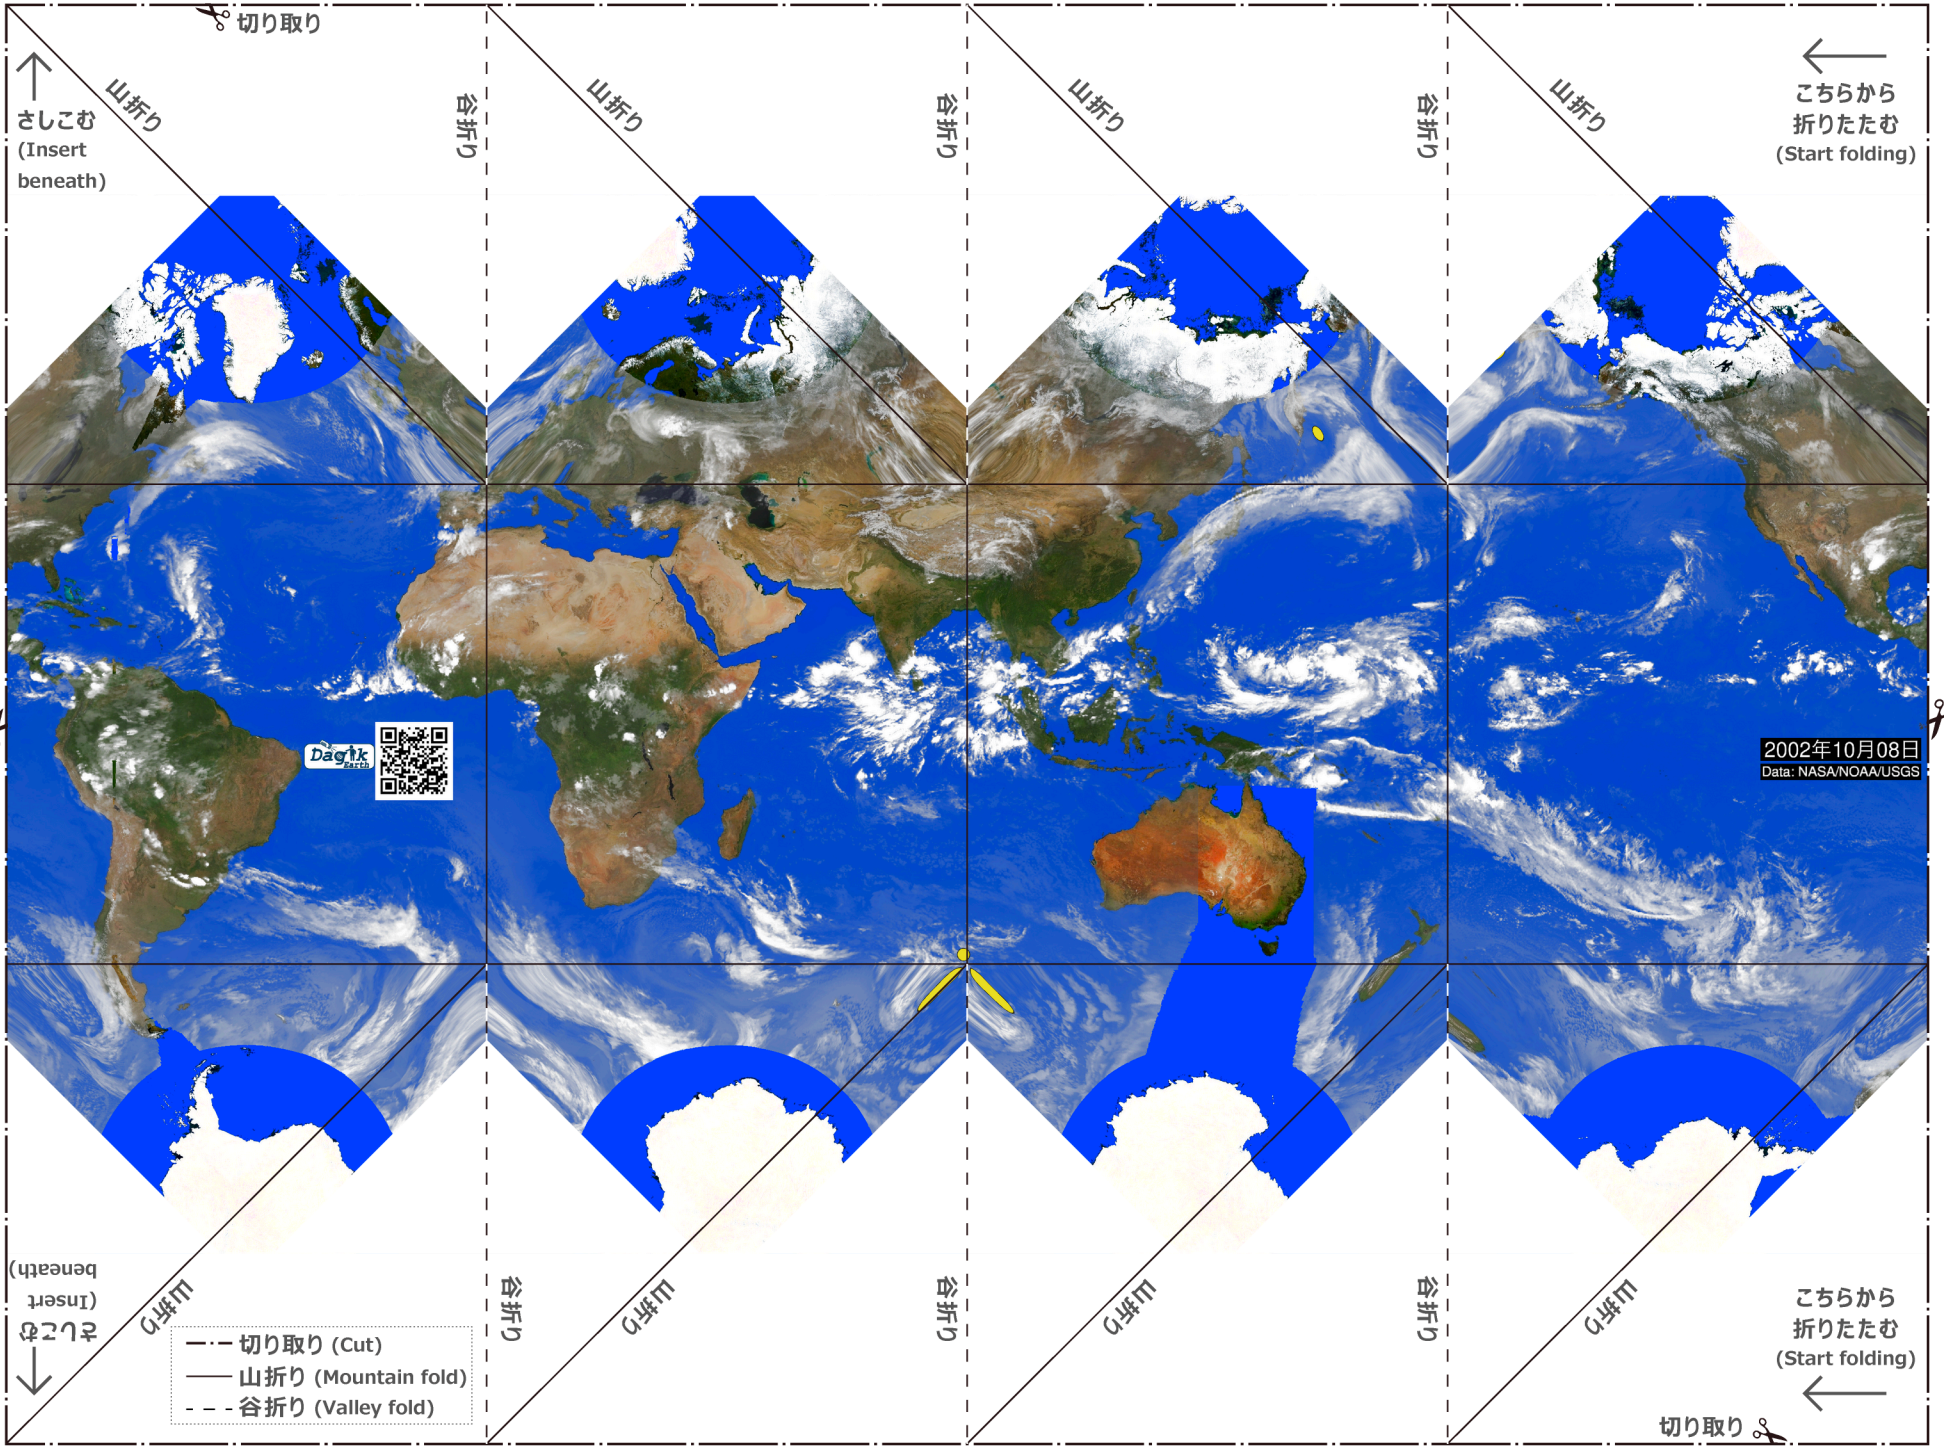 切り取り
さしこむ
(Insert
beneath)
山折り
谷折り
山折り
谷折り
山折り
谷折り
山折り
こちらから
折りたたむ
(Start folding)
Dagik
Earth
2002年10月08日
Data: NASA/NOAA/USGS
さしこむ
(Insert
beneath)
山折り
谷折り
山折り
谷折り
山折り
谷折り
山折り
こちらから
折りたたむ
(Start folding)
切り取り (Cut)
山折り (Mountain fold)
谷折り (Valley fold)
切り取り